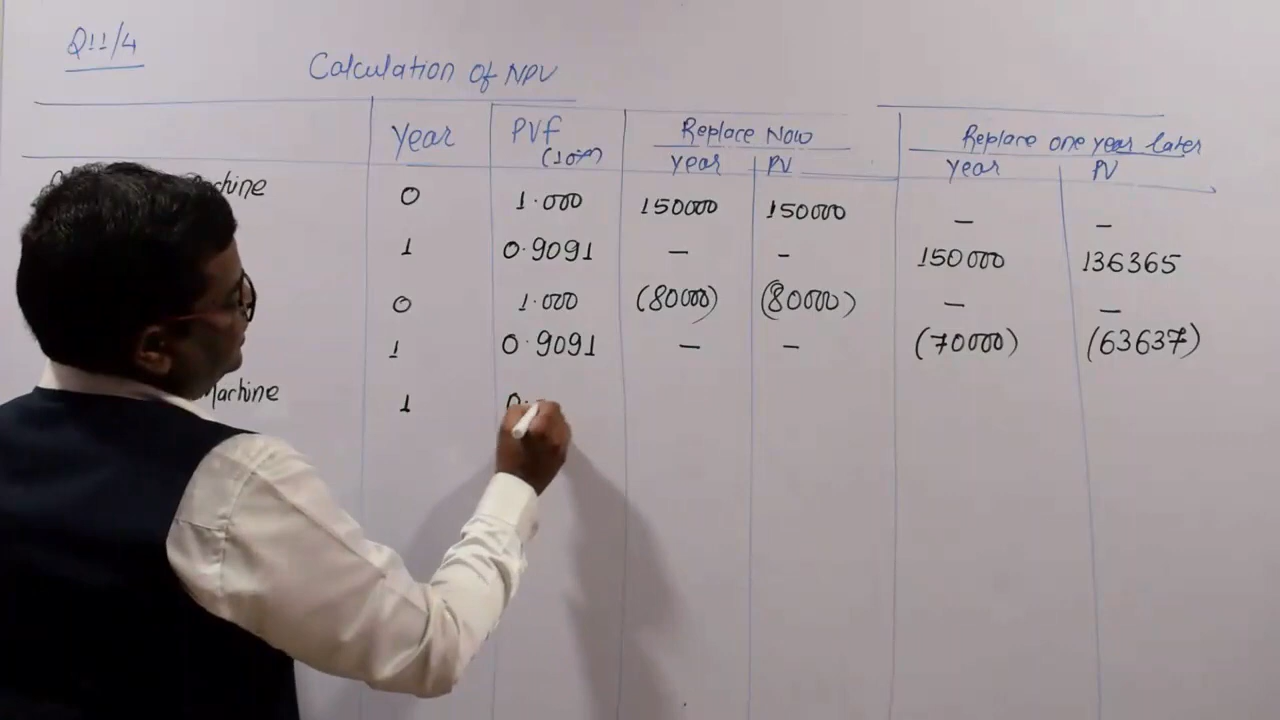 Q11/4
Calculation of NPV
Year PVf Replace Now Replace one year later
(10%) year PV year PV
0 1.000 150000 150000 — —
1 0.9091 — - 150000 136365
0 1.000 (80000) (80000) — —
1 0.9091 — — (70000) (63637)
Machine 1 0.